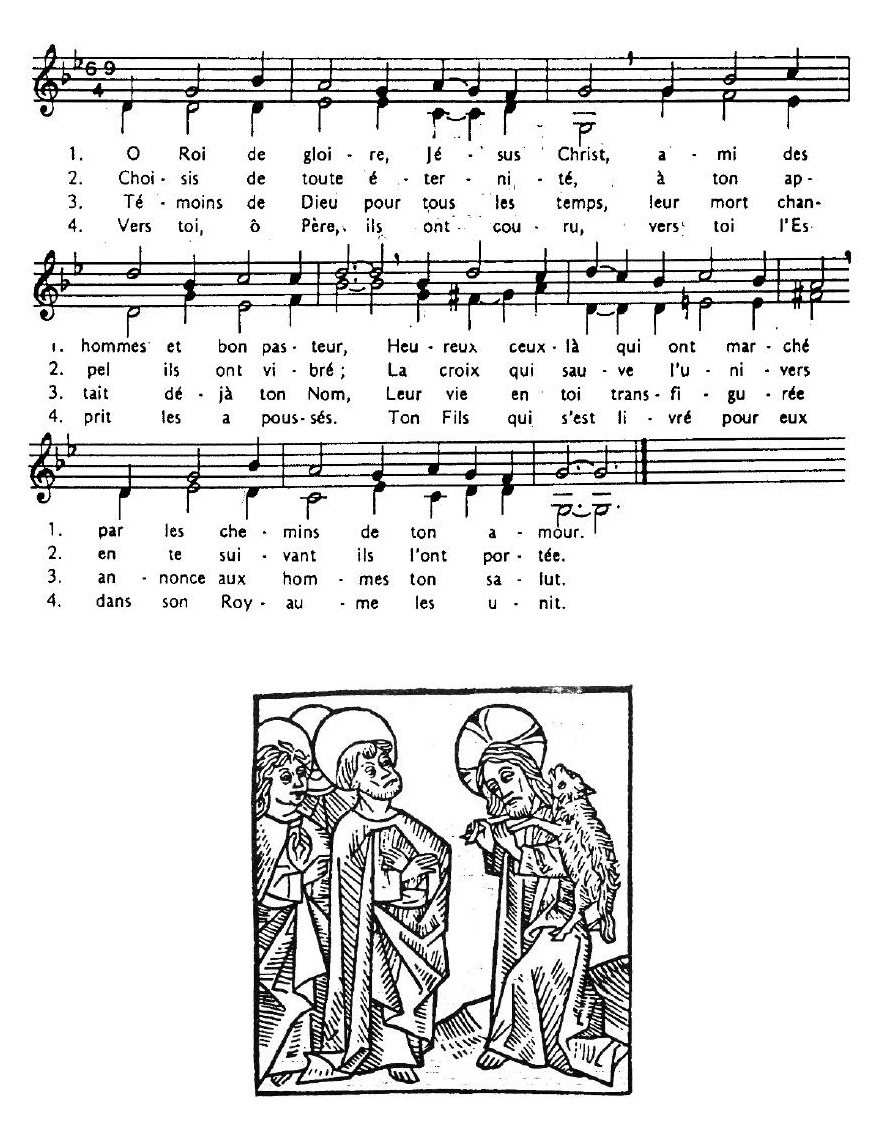 6 9
4
1. O Roi de gloi - re, Jé - sus Christ, a - mi des
2. Choi - sis de toute é - ter - ni - té, à ton ap -
3. Té - moins de Dieu pour tous les temps, leur mort chan-
4. Vers toi, ô Père, ils ont cou - ru, vers toi l'Es
1. hommes et bon pas - teur, Heu - reux ceux - là qui ont mar - ché
2. pel ils ont vi - bré ; La croix qui sau - ve l'u - ni - vers
3. tait dé - jà ton Nom, Leur vie en toi trans - fi - gu - rée
4. prit les a pous - sés. Ton Fils qui s'est li - vré pour eux
1. par les che - mins de ton a - mour.
2. en te sui - vant ils l'ont por - tée.
3. an - nonce aux hom - mes ton sa - lut.
4. dans son Roy - au - me les u - nit.